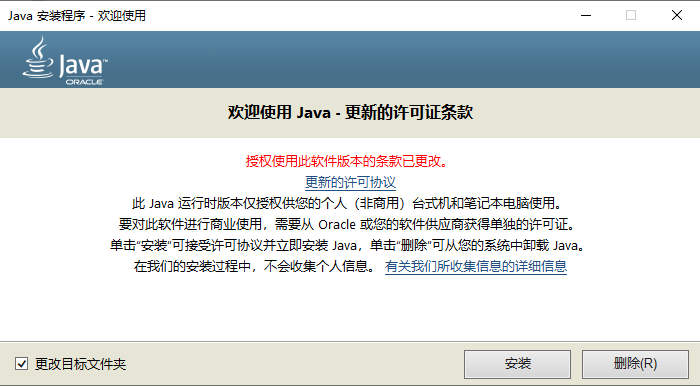 Java 安装程序 - 欢迎使用
Java™
ORACLE
欢迎使用 Java - 更新的许可证条款
授权使用此软件版本的条款已更改。
更新的许可协议
此 Java 运行时版本仅授权供您的个人（非商用）台式机和笔记本电脑使用。
要对此软件进行商业使用，需要从 Oracle 或您的软件供应商获得单独的许可证。
单击“安装”可接受许可协议并立即安装 Java，单击“删除”可从您的系统中卸载 Java。
在我们的安装过程中，不会收集个人信息。 有关我们所收集信息的详细信息
更改目标文件夹
安装
删除(R)